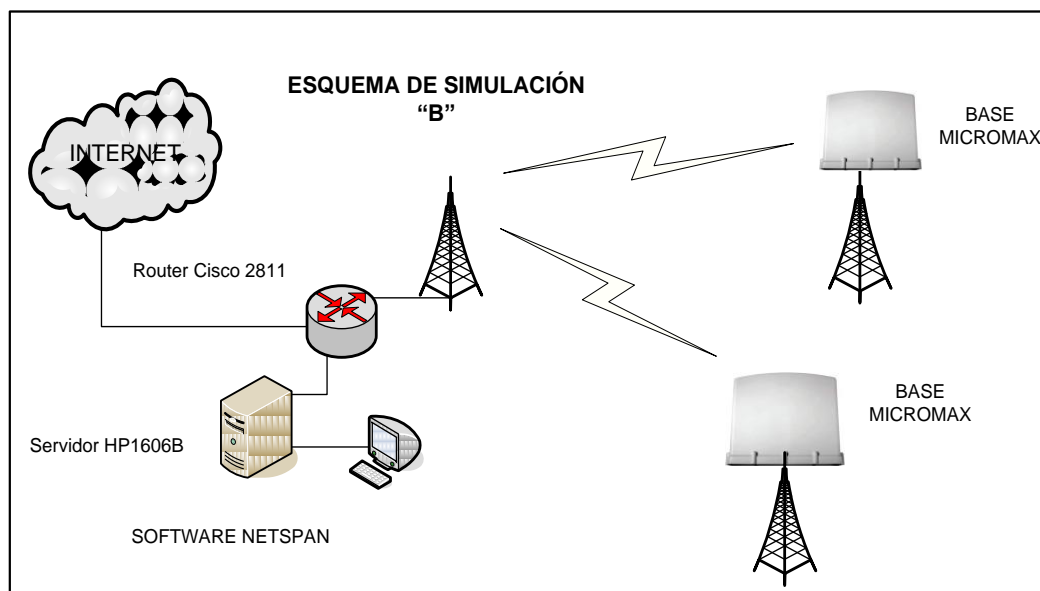 ESQUEMA DE SIMULACIÓN
“B”
INTERNET
BASE
MICROMAX
Router Cisco 2811
BASE
MICROMAX
Servidor HP1606B
SOFTWARE NETSPAN